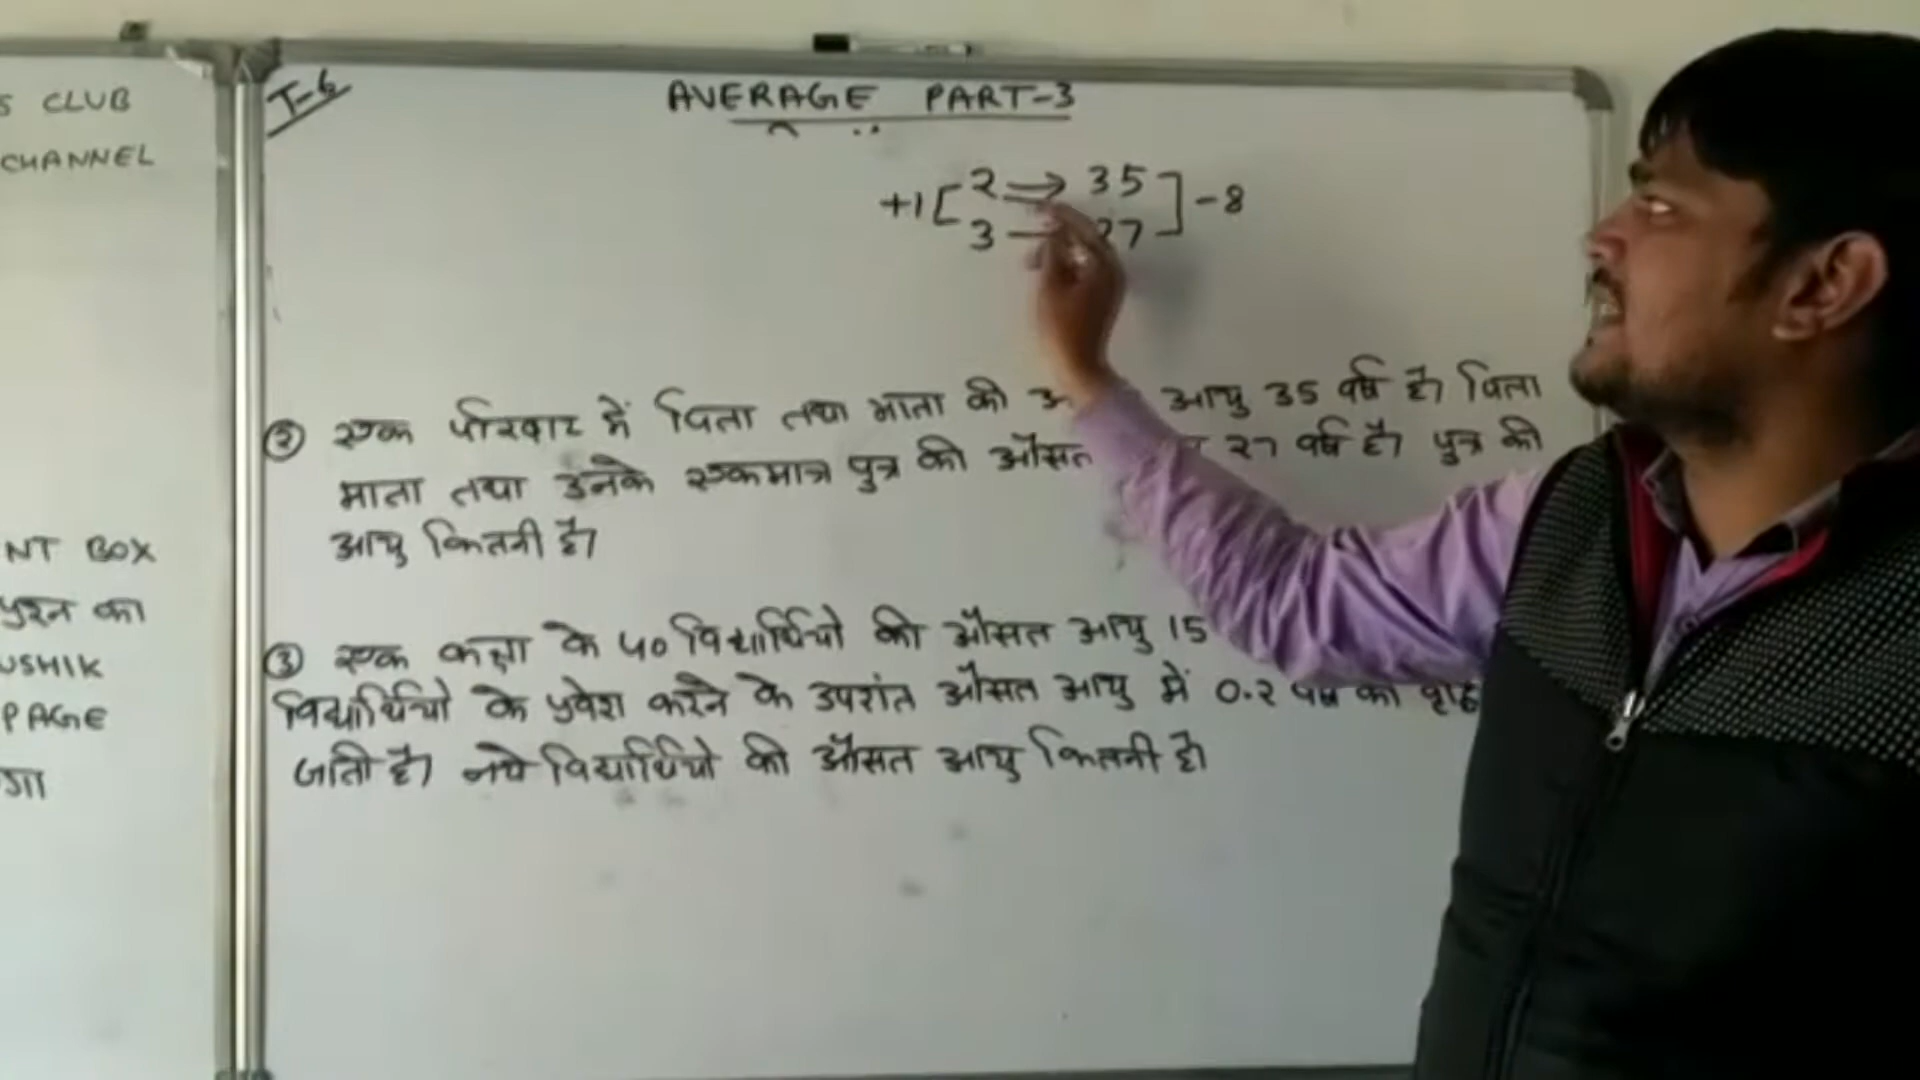 S CLUB
CHANNEL
NT BOX
प्रश्न का
USHIK
PAGE
गा
T-6
AVERAGE PART-3
+1 [ 2 ⇒ 35 ] -8
3 → 27
② एक परिवार में पिता तथा माता की आयु 35 वर्ष है। पिता
माता तथा उनके एकमात्र पुत्र की औसत 27 वर्ष है। पुत्र की
आयु कितनी है।
③ एक कक्षा के 40 विद्यार्थियो की औसत आयु 15
विद्यार्थियो के प्रवेश करने के उपरांत औसत आयु में 0.2 वर्ष की
जाती है। नये विद्यार्थियो की औसत आयु कितनी है।